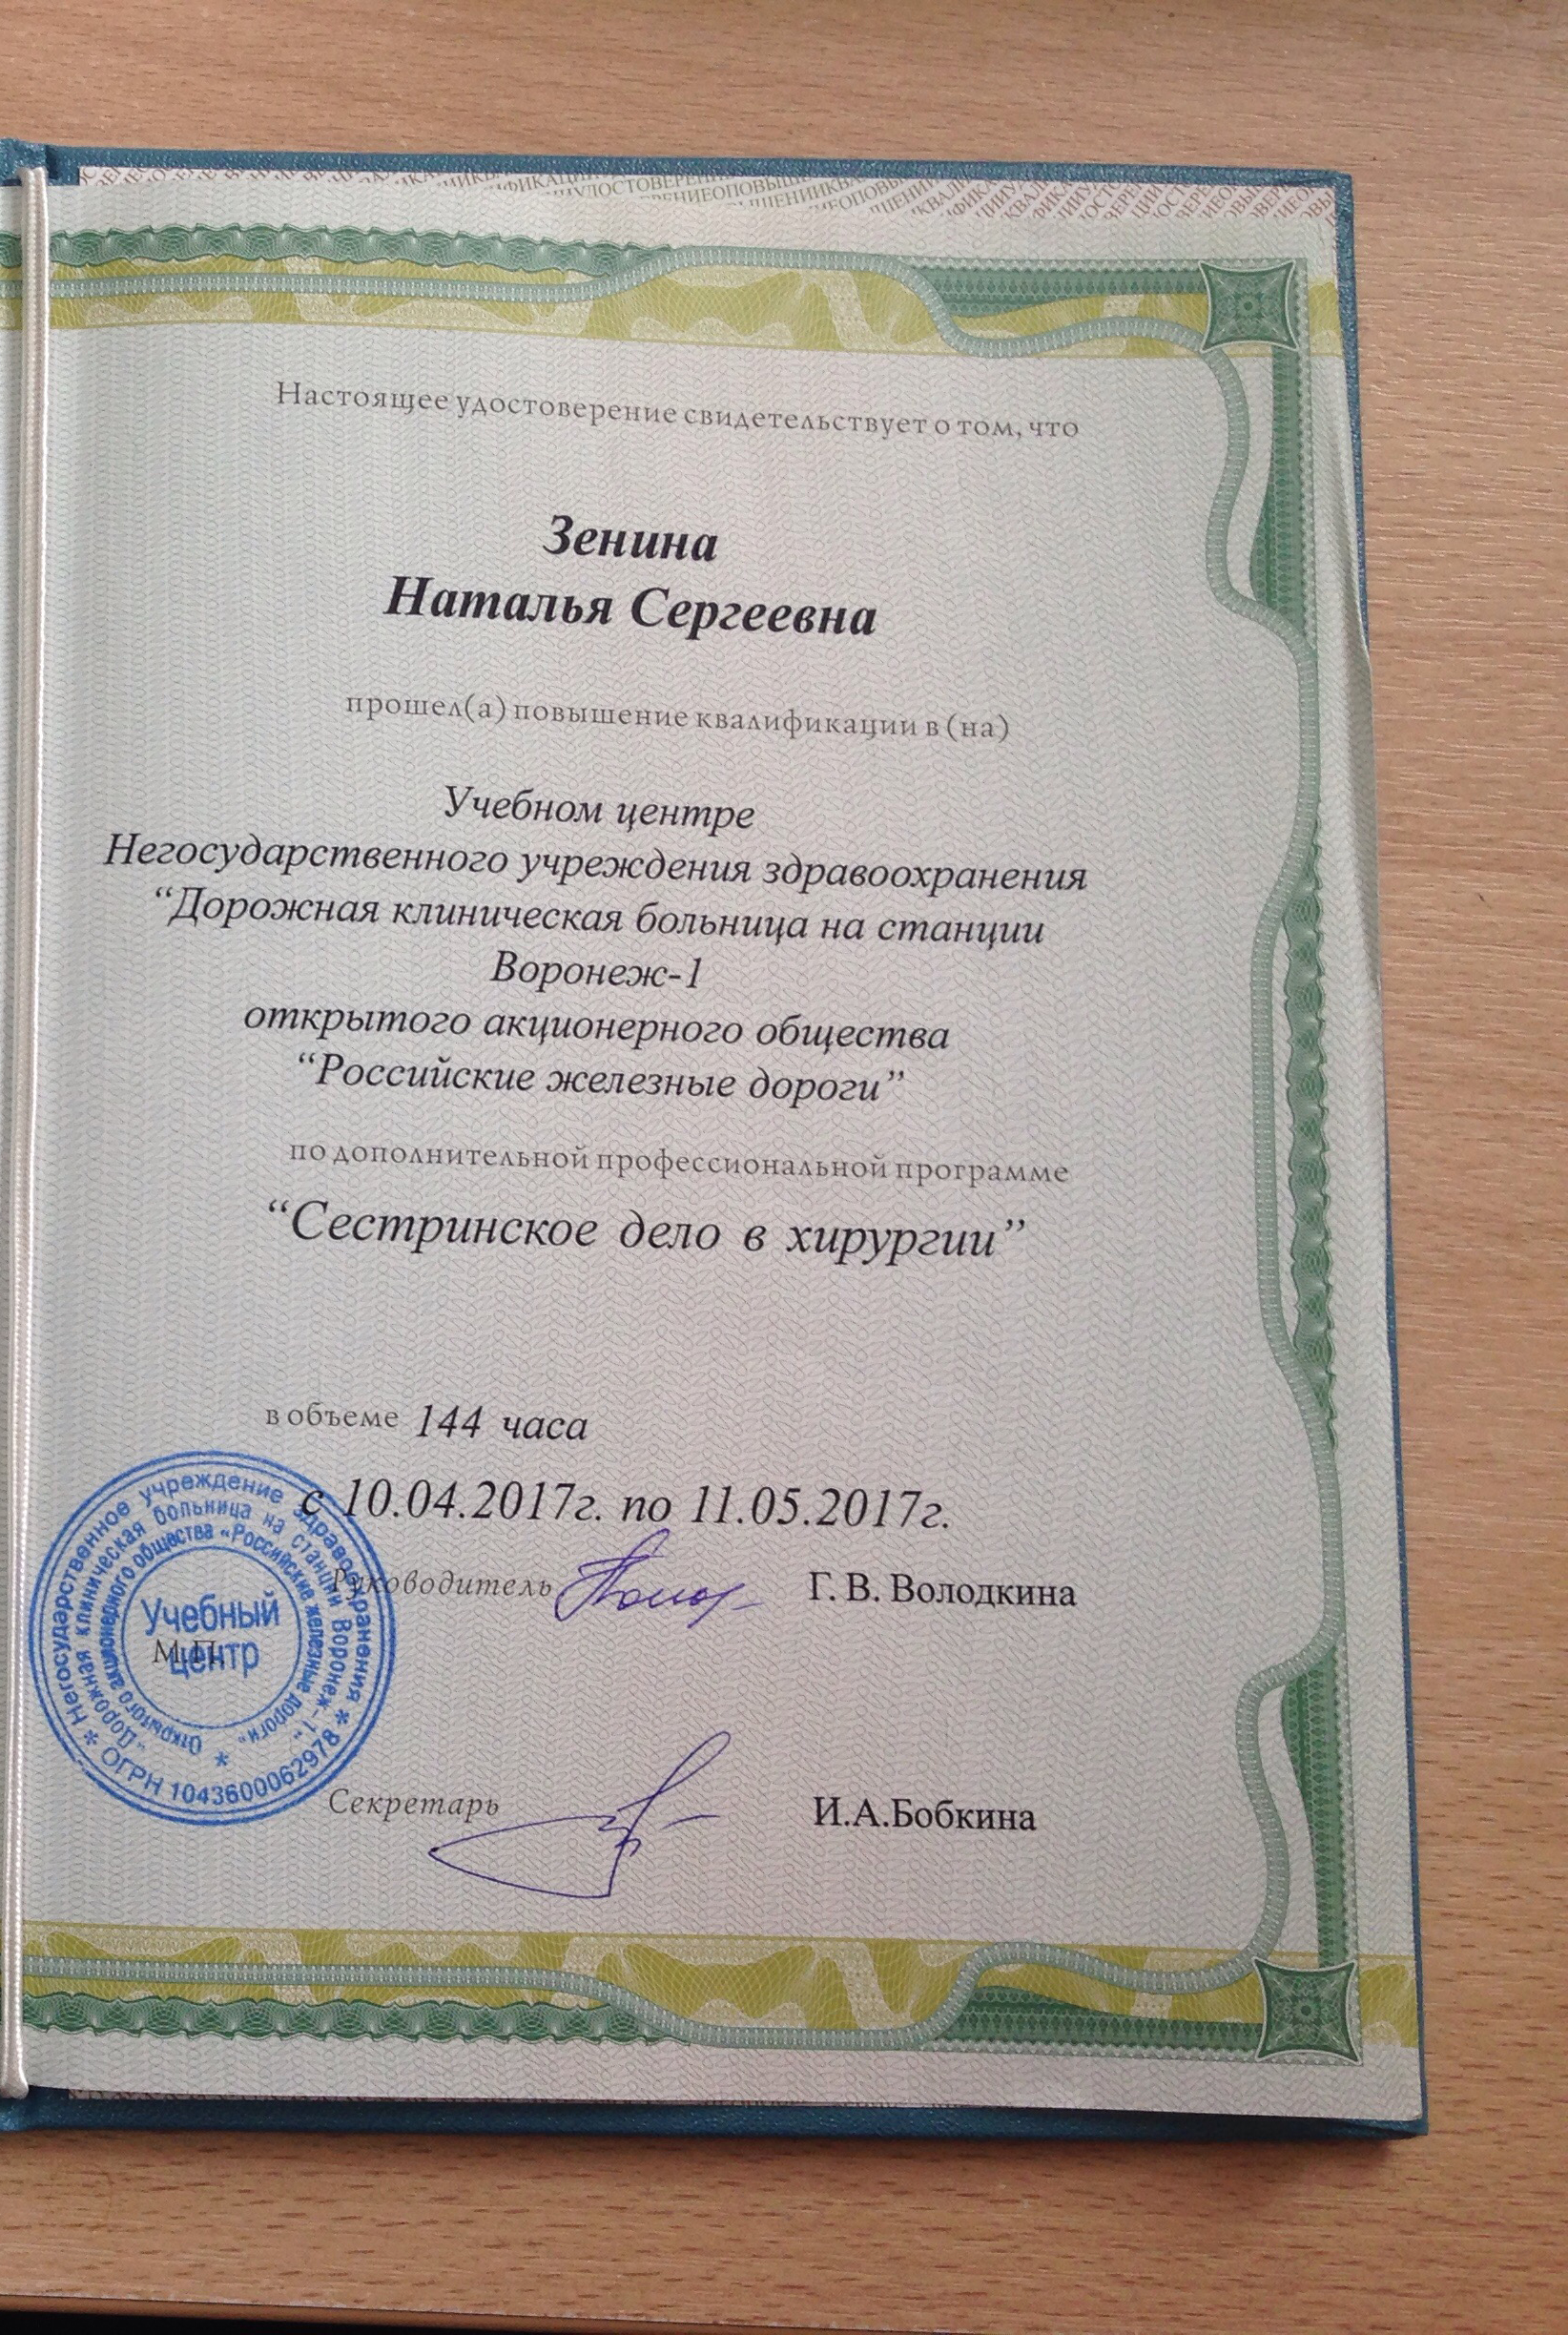 Настоящее удостоверение свидетельствует о том, что
Зенина
Наталья Сергеевна
прошел(а) повышение квалификации в (на)
Учебном центре
Негосударственного учреждения здравоохранения
“Дорожная клиническая больница на станции
Воронеж-1
открытого акционерного общества
“Российские железные дороги”
по дополнительной профессиональной программе
“Сестринское дело в хирургии”
в объеме 144 часа
с 10.04.2017г. по 11.05.2017г.
Руководитель Г. В. Володкина
М.П.
Секретарь И.А.Бобкина
* Негосударственное учреждение здравоохранения *
ОГРН 1043600062978
„Дорожная клиническая больница на станции Воронеж-1“
Открытого акционерного общества «Российские железные дороги»
*
Учебный
центр